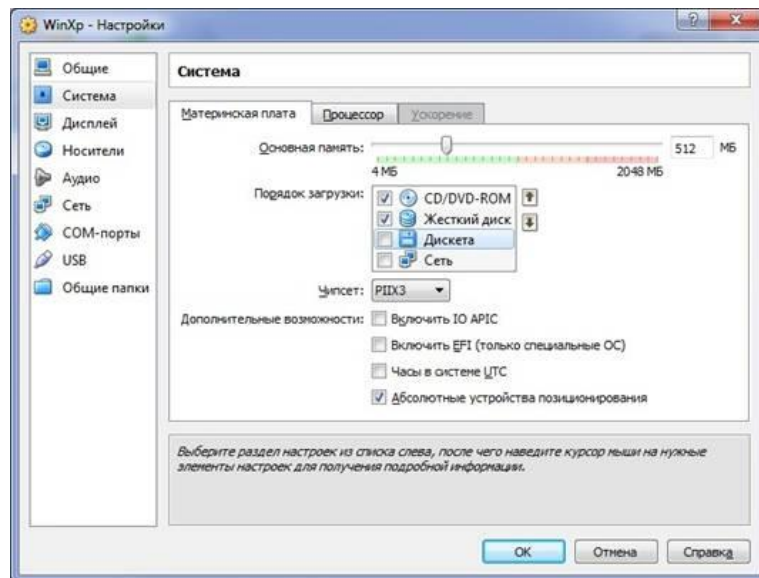 WinXp - Настройки
Общие
Система
Дисплей
Носители
Аудио
Сеть
COM-порты
USB
Общие папки
Система
Материнская плата
Процессор
Ускорение
Основная память:
512 МБ
4 МБ
2048 МБ
Порядок загрузки:
CD/DVD-ROM
Жесткий диск
Дискета
Сеть
Чипсет:
PIIX3
Дополнительные возможности:
Включить IO APIC
Включить EFI (только специальные ОС)
Часы в системе UTC
Абсолютные устройства позиционирования
Выберите раздел настроек из списка слева, после чего наведите курсор мыши на нужные
элементы настроек для получения подробной информации.
OK
Отмена
Справка